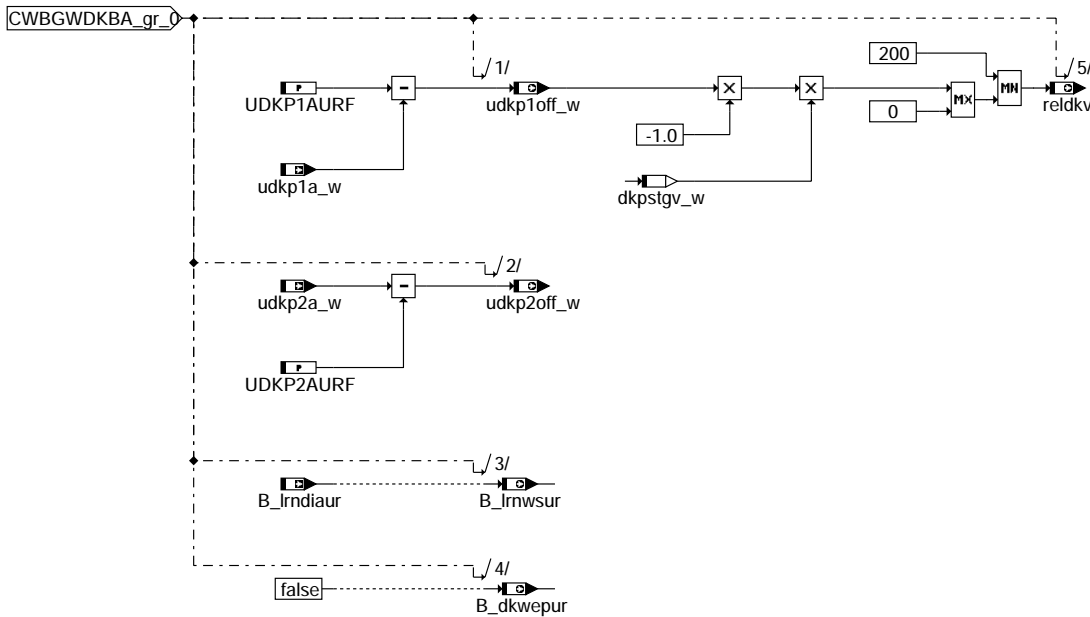 CWBGWDKBA_gr_0
1/
200
5/
P
UDKP1AURF
-
udkp1off_w
X
X
MX
MN
reldkv
0
-1.0
udkp1a_w
dkpstgv_w
2/
udkp2a_w
-
udkp2off_w
P
UDKP2AURF
3/
B_lrndiaur
B_lrnwsur
4/
false
B_dkwepur